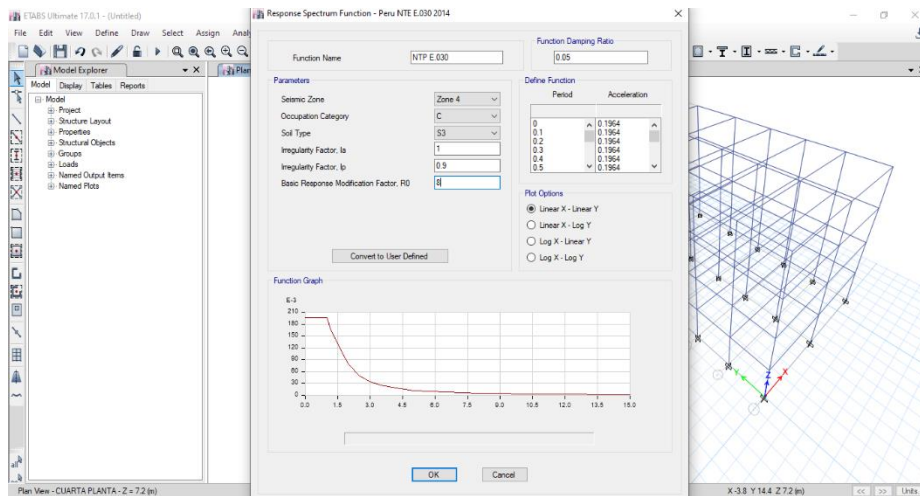 ETABS Ultimate 17.0.1 - (Untitled)
File Edit View Define Draw Select Assign
Model Explorer
Model Display Tables Reports
Model
Project
Structure Layout
Properties
Structural Objects
Groups
Loads
Named Output Items
Named Plots
Response Spectrum Function - Peru NTE E.030 2014
Function Name NTP E.030
Function Damping Ratio
0.05
Parameters
Seismic Zone Zone 4
Occupation Category C
Soil Type S3
Irregularity Factor, Ia 1
Irregularity Factor, Ip 0.9
Basic Response Modification Factor, R0 8
Convert to User Defined
Define Function
Period Acceleration
0 0.1964
0.1 0.1964
0.2 0.1964
0.3 0.1964
0.4 0.1964
0.5 0.1964
Plot Options
Linear X - Linear Y
Linear X - Log Y
Log X - Linear Y
Log X - Log Y
Function Graph
E-3
210
180
150
120
90
60
30
0
0.0 1.5 3.0 4.5 6.0 7.5 9.0 10.5 12.0 13.5 15.0
OK Cancel
Y Z X
Plan View - CUARTA PLANTA - Z = 7.2 (m)
X -3.8 Y 14.4 Z 7.2 (m)
<< >> Units